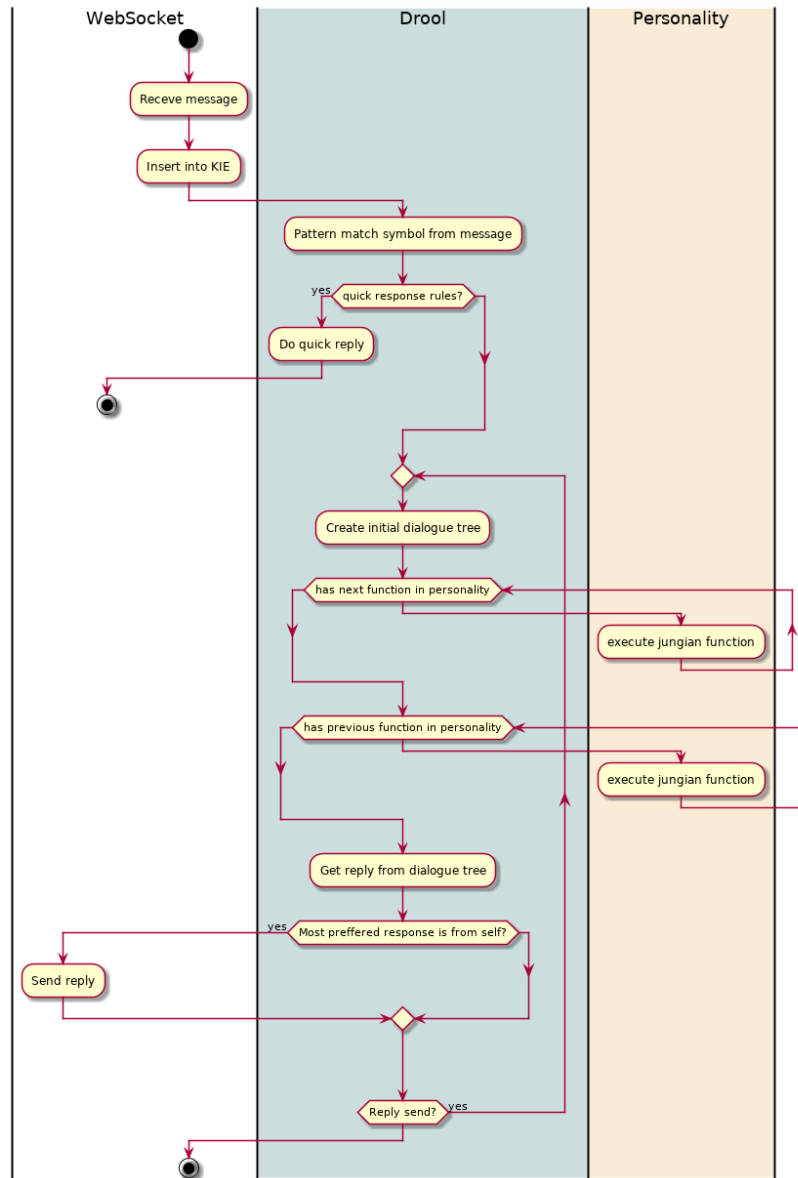 WebSocket
Drool
Personality
Receve message
Insert into KIE
Pattern match symbol from message
yes
quick response rules?
Do quick reply
Create initial dialogue tree
has next function in personality
execute jungian function
has previous function in personality
execute jungian function
Get reply from dialogue tree
yes
Most preffered response is from self?
Send reply
Reply send?
yes